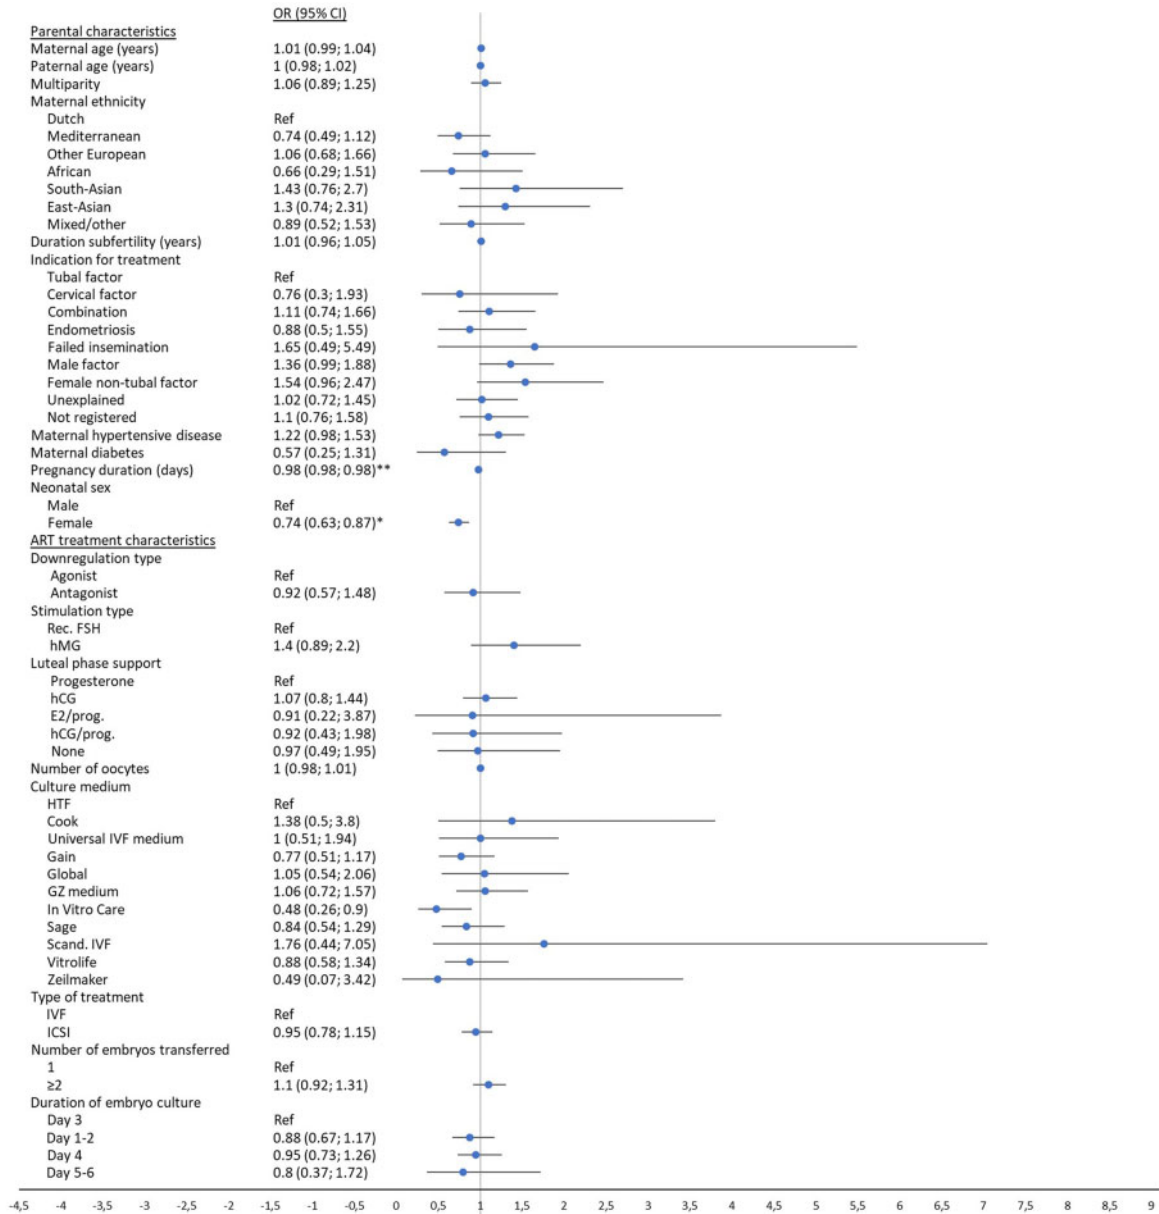 OR (95% CI)
Parental characteristics
Maternal age (years) 1.01 (0.99; 1.04)
Paternal age (years) 1 (0.98; 1.02)
Multiparity 1.06 (0.89; 1.25)
Maternal ethnicity
Dutch Ref
Mediterranean 0.74 (0.49; 1.12)
Other European 1.06 (0.68; 1.66)
African 0.66 (0.29; 1.51)
South-Asian 1.43 (0.76; 2.7)
East-Asian 1.3 (0.74; 2.31)
Mixed/other 0.89 (0.52; 1.53)
Duration subfertility (years) 1.01 (0.96; 1.05)
Indication for treatment
Tubal factor Ref
Cervical factor 0.76 (0.3; 1.93)
Combination 1.11 (0.74; 1.66)
Endometriosis 0.88 (0.5; 1.55)
Failed insemination 1.65 (0.49; 5.49)
Male factor 1.36 (0.99; 1.88)
Female non-tubal factor 1.54 (0.96; 2.47)
Unexplained 1.02 (0.72; 1.45)
Not registered 1.1 (0.76; 1.58)
Maternal hypertensive disease 1.22 (0.98; 1.53)
Maternal diabetes 0.57 (0.25; 1.31)
Pregnancy duration (days) 0.98 (0.98; 0.98)**
Neonatal sex
Male Ref
Female 0.74 (0.63; 0.87)*
ART treatment characteristics
Downregulation type
Agonist Ref
Antagonist 0.92 (0.57; 1.48)
Stimulation type
Rec. FSH Ref
hMG 1.4 (0.89; 2.2)
Luteal phase support
Progesterone Ref
hCG 1.07 (0.8; 1.44)
E2/prog. 0.91 (0.22; 3.87)
hCG/prog. 0.92 (0.43; 1.98)
None 0.97 (0.49; 1.95)
Number of oocytes 1 (0.98; 1.01)
Culture medium
HTF Ref
Cook 1.38 (0.5; 3.8)
Universal IVF medium 1 (0.51; 1.94)
Gain 0.77 (0.51; 1.17)
Global 1.05 (0.54; 2.06)
GZ medium 1.06 (0.72; 1.57)
In Vitro Care 0.48 (0.26; 0.9)
Sage 0.84 (0.54; 1.29)
Scand. IVF 1.76 (0.44; 7.05)
Vitrolife 0.88 (0.58; 1.34)
Zeilmaker 0.49 (0.07; 3.42)
Type of treatment
IVF Ref
ICSI 0.95 (0.78; 1.15)
Number of embryos transferred
1 Ref
≥2 1.1 (0.92; 1.31)
Duration of embryo culture
Day 3 Ref
Day 1-2 0.88 (0.67; 1.17)
Day 4 0.95 (0.73; 1.26)
Day 5-6 0.8 (0.37; 1.72)
-4,5 -4 -3,5 -3 -2,5 -2 -1,5 -1 -0,5 0 0,5 1 1,5 2 2,5 3 3,5 4 4,5 5 5,5 6 6,5 7 7,5 8 8,5 9